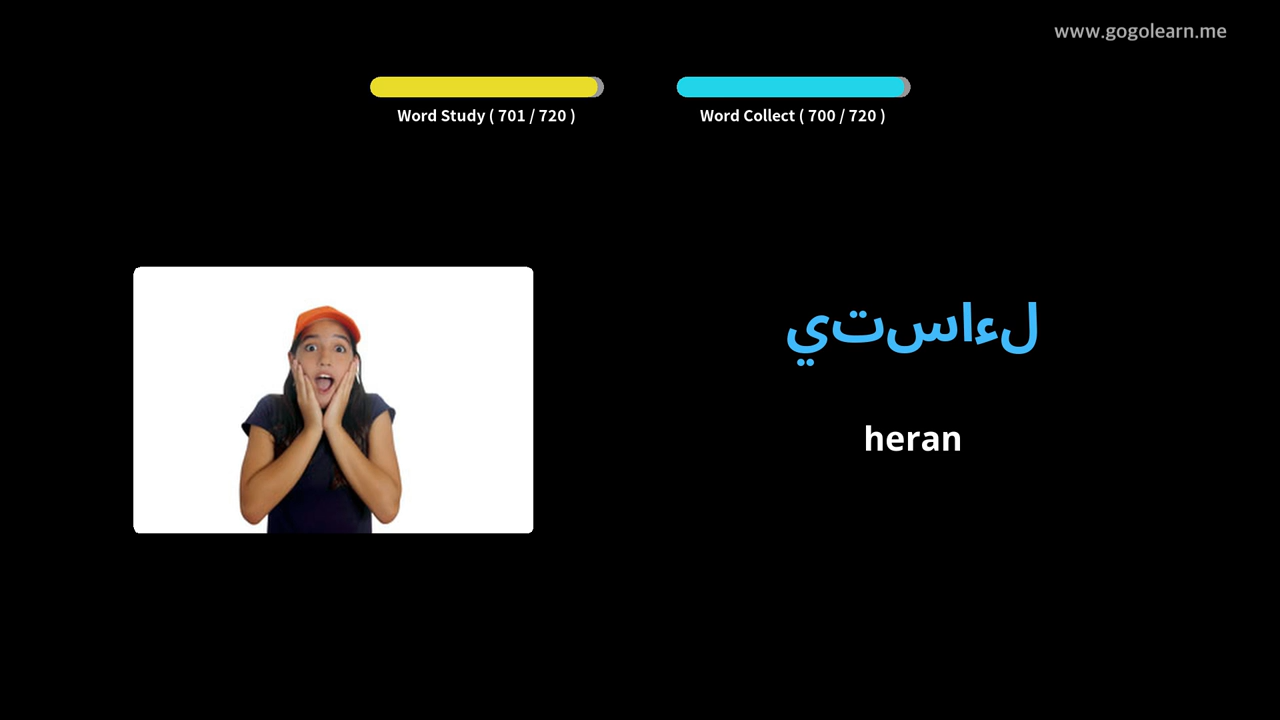 www.gogolearn.me
Word Study ( 701 / 720 )
Word Collect ( 700 / 720 )
لءاستي
heran